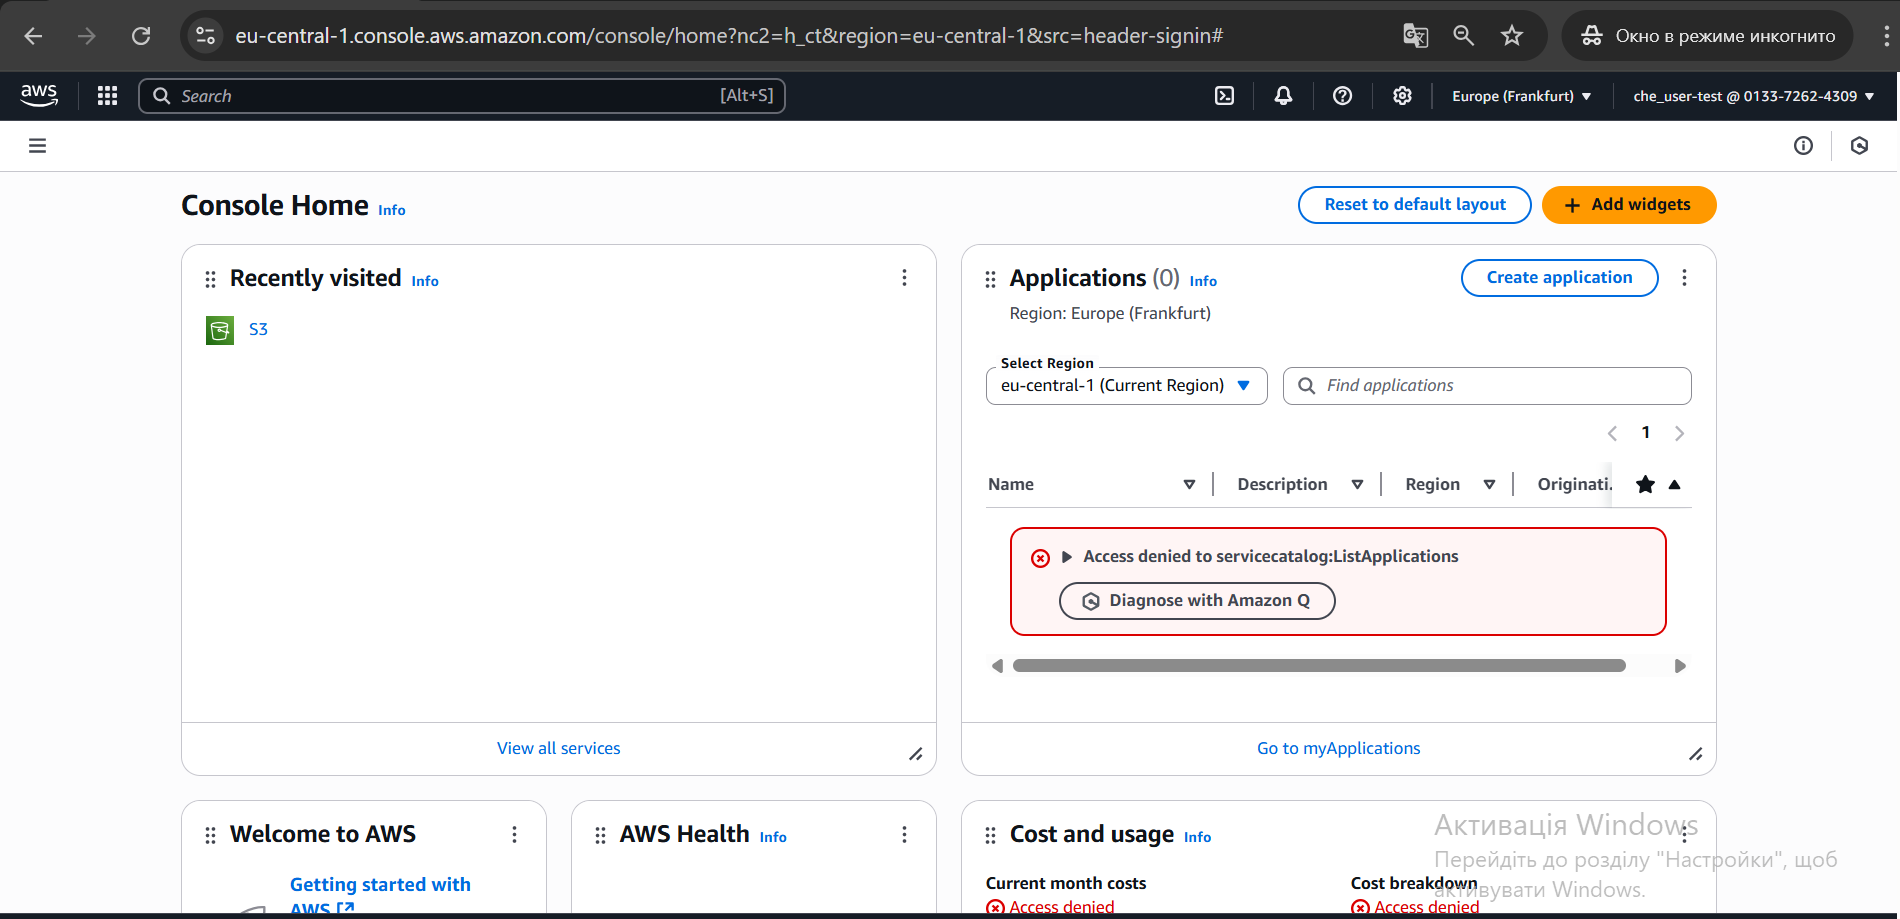 eu-central-1.console.aws.amazon.com/console/home?nc2=h_ct&region=eu-central-1&src=header-signin#
Окно в режиме инкогнито
aws
Search
[Alt+S]
Europe (Frankfurt)
che_user-test @ 0133-7262-4309
Console Home Info
Reset to default layout
+ Add widgets
Recently visited Info
S3
View all services
Applications (0) Info
Create application
Region: Europe (Frankfurt)
Select Region
eu-central-1 (Current Region)
Find applications
1
Name
Description
Region
Originati.
Access denied to servicecatalog:ListApplications
Diagnose with Amazon Q
Go to myApplications
Welcome to AWS
Getting started with
AWS
AWS Health Info
Cost and usage Info
Current month costs
Access denied
Cost breakdown
Access denied
Активація Windows
Перейдіть до розділу "Настройки", щоб
активувати Windows.